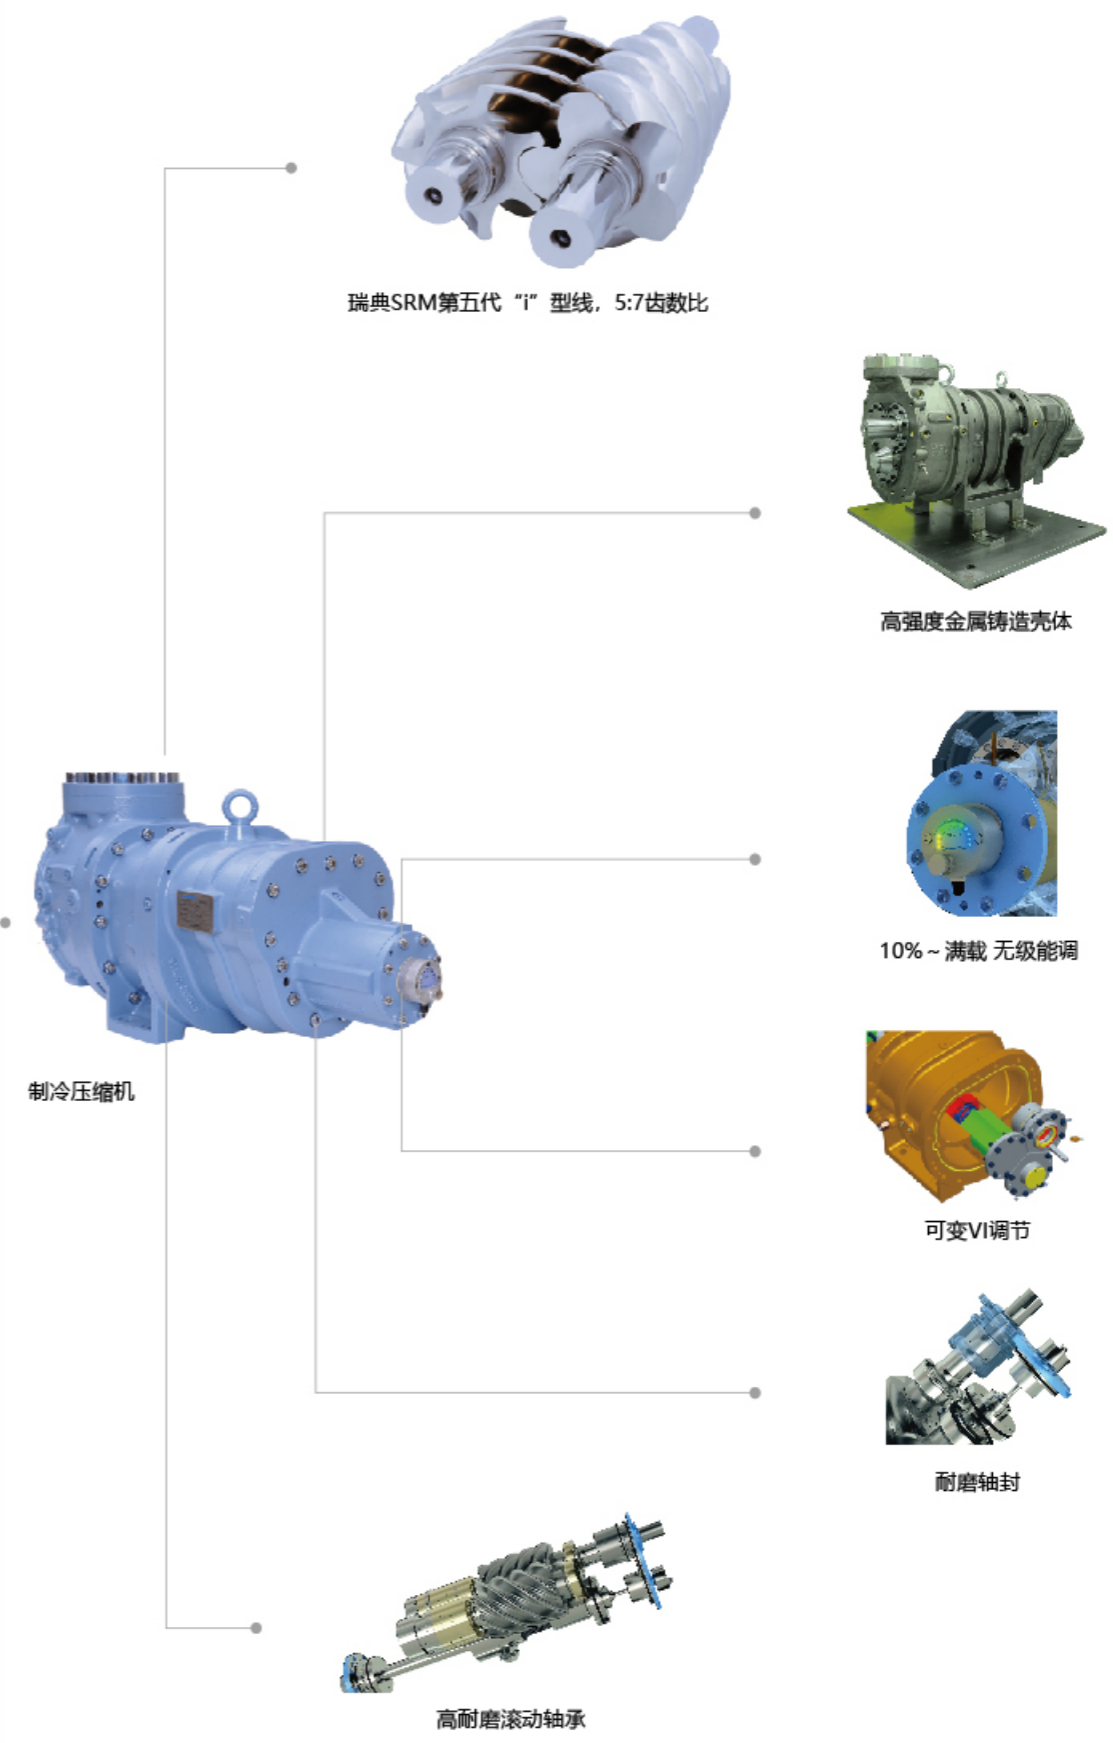 瑞典SRM第五代“i”型线，5:7齿数比
高强度金属铸造壳体
10%~满载 无级能调
制冷压缩机
可变VI调节
耐磨轴封
高耐磨滚动轴承